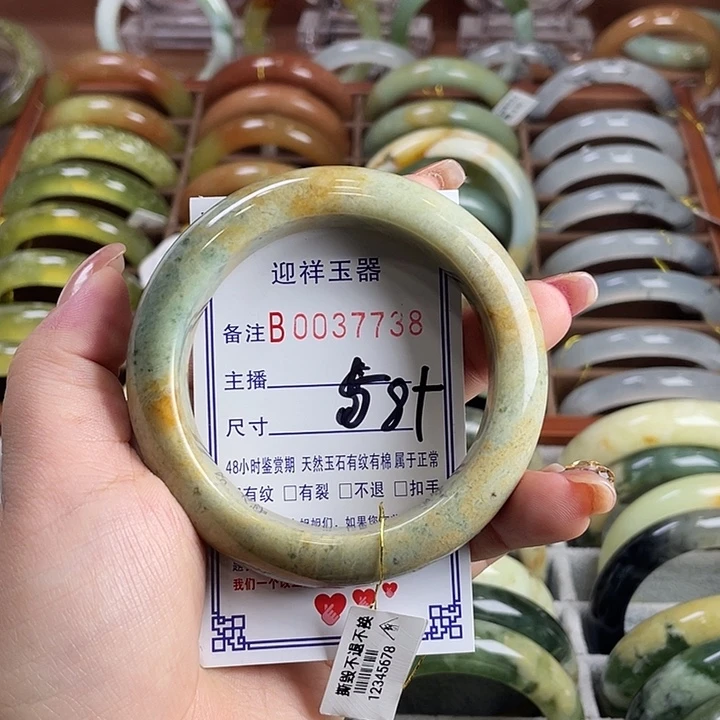 迎祥玉器
备注B0037738
主播
尺寸 58+
48小时鉴赏期 天然玉石有纹有棉 属于正常
有纹 □有裂 □不退 □扣手
我们一个
撕毁不退不换
12345678